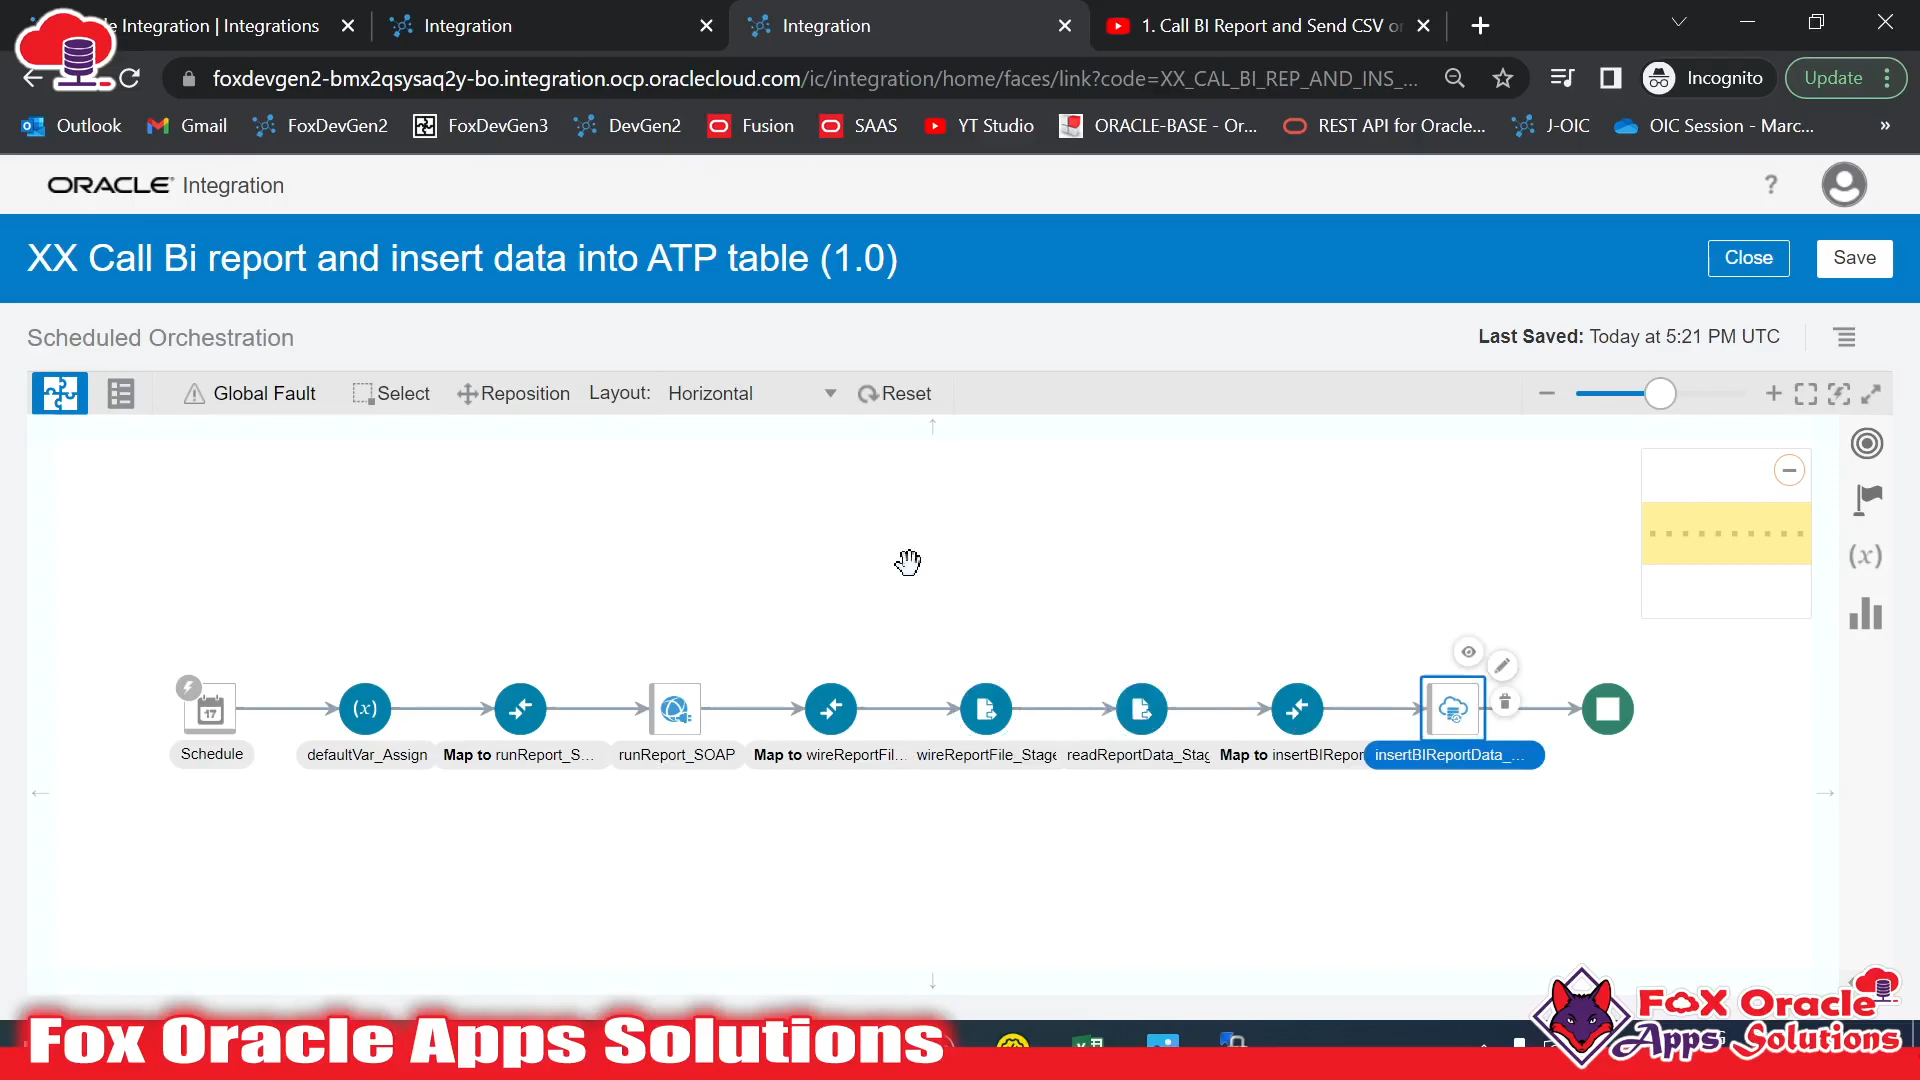 e Integration | Integrations
Integration
Integration
1. Call BI Report and Send CSV or
foxdevgen2-bmx2qsysaq2y-bo.integration.ocp.oraclecloud.com/ic/integration/home/faces/link?code=XX_CAL_BI_REP_AND_INS_...
Incognito
Update
Outlook
Gmail
FoxDevGen2
FoxDevGen3
DevGen2
Fusion
SAAS
YT Studio
ORACLE-BASE - Or...
REST API for Oracle...
J-OIC
OIC Session - Marc...
»
ORACLE Integration
?
XX Call Bi report and insert data into ATP table (1.0)
Close
Save
Scheduled Orchestration
Last Saved: Today at 5:21 PM UTC
Global Fault
Select
Reposition
Layout: Horizontal
Reset
(x)
17
(x)
Schedule
defaultVar_Assign
Map to runReport_S...
runReport_SOAP
Map to wireReportFil...
wireReportFile_Stage
readReportData_Stag
Map to insertBIRepor
insertBIReportData_...
Fox Oracle Apps Solutions
Fox Oracle
Apps Solutions